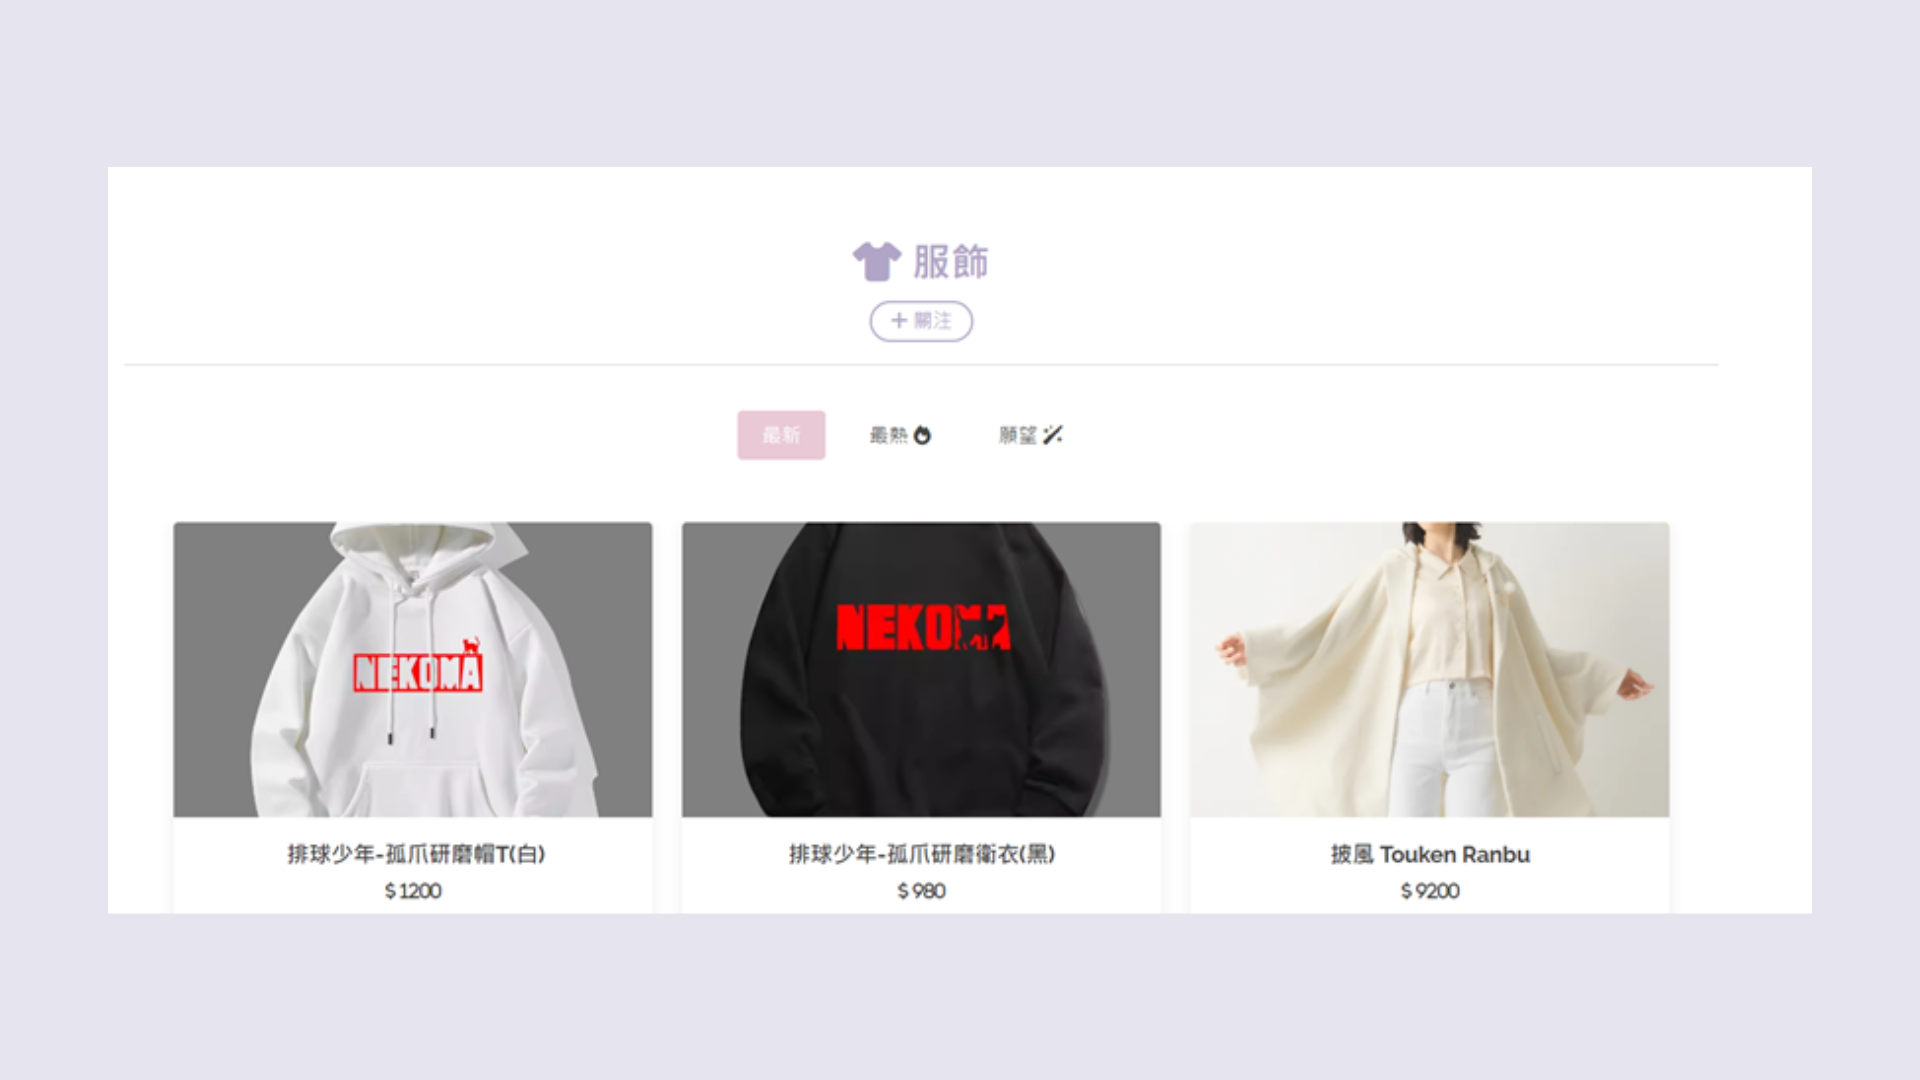 服飾
+ 關注
最新
最熱
願望
NEKOMA
NEKOMA
排球少年-孤爪研磨帽T(白)
$1200
排球少年-孤爪研磨衛衣(黑)
$980
披風 Touken Ranbu
$9200